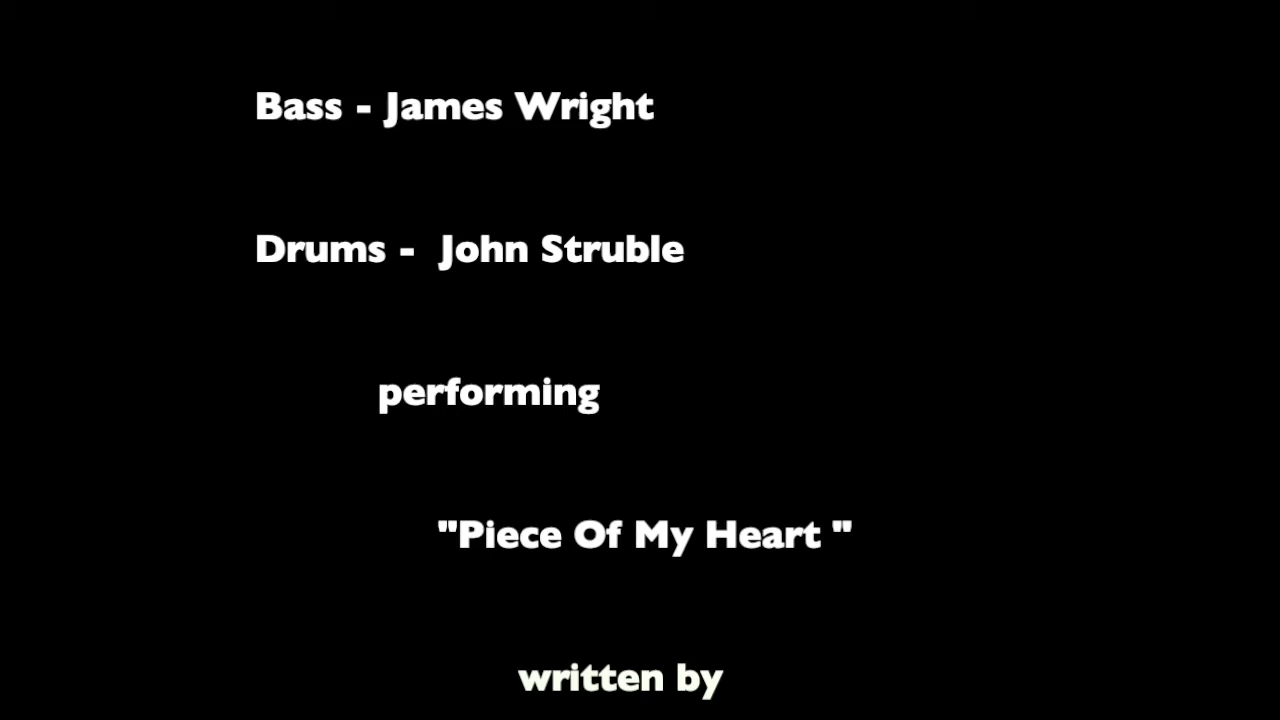 Bass - James Wright
Drums -  John Struble
performing
"Piece Of My Heart "
written by